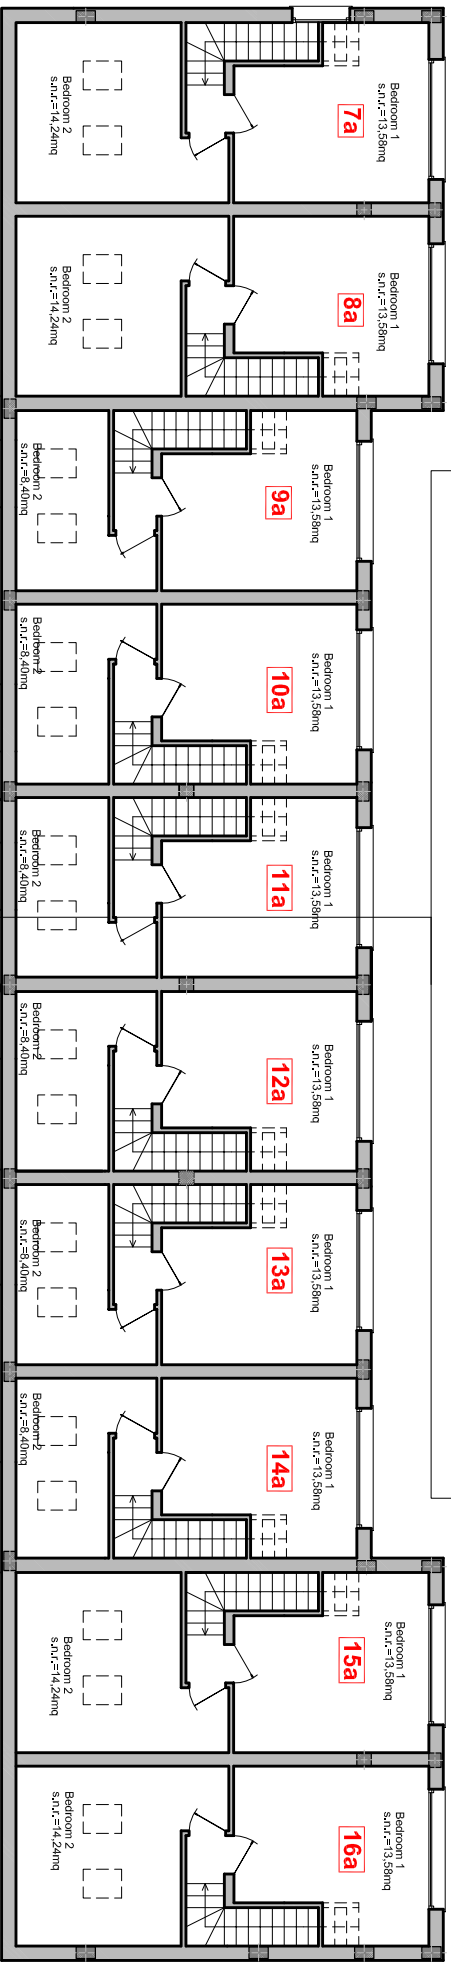 Bedroom 1
s.n.r.=13,58mq
7a
Bedroom 2
s.n.r.=14,24mq
Bedroom 1
s.n.r.=13,58mq
8a
Bedroom 2
s.n.r.=14,24mq
Bedroom 1
s.n.r.=13,58mq
9a
Bedroom 2
s.n.r.=8,40mq
Bedroom 1
s.n.r.=13,58mq
10a
Bedroom 2
s.n.r.=8,40mq
Bedroom 1
s.n.r.=13,58mq
11a
Bedroom 2
s.n.r.=8,40mq
Bedroom 1
s.n.r.=13,58mq
12a
Bedroom 2
s.n.r.=8,40mq
Bedroom 1
s.n.r.=13,58mq
13a
Bedroom 2
s.n.r.=8,40mq
Bedroom 1
s.n.r.=13,58mq
14a
Bedroom 2
s.n.r.=8,40mq
Bedroom 1
s.n.r.=13,58mq
15a
Bedroom 2
s.n.r.=14,24mq
Bedroom 1
s.n.r.=13,58mq
16a
Bedroom 2
s.n.r.=14,24mq